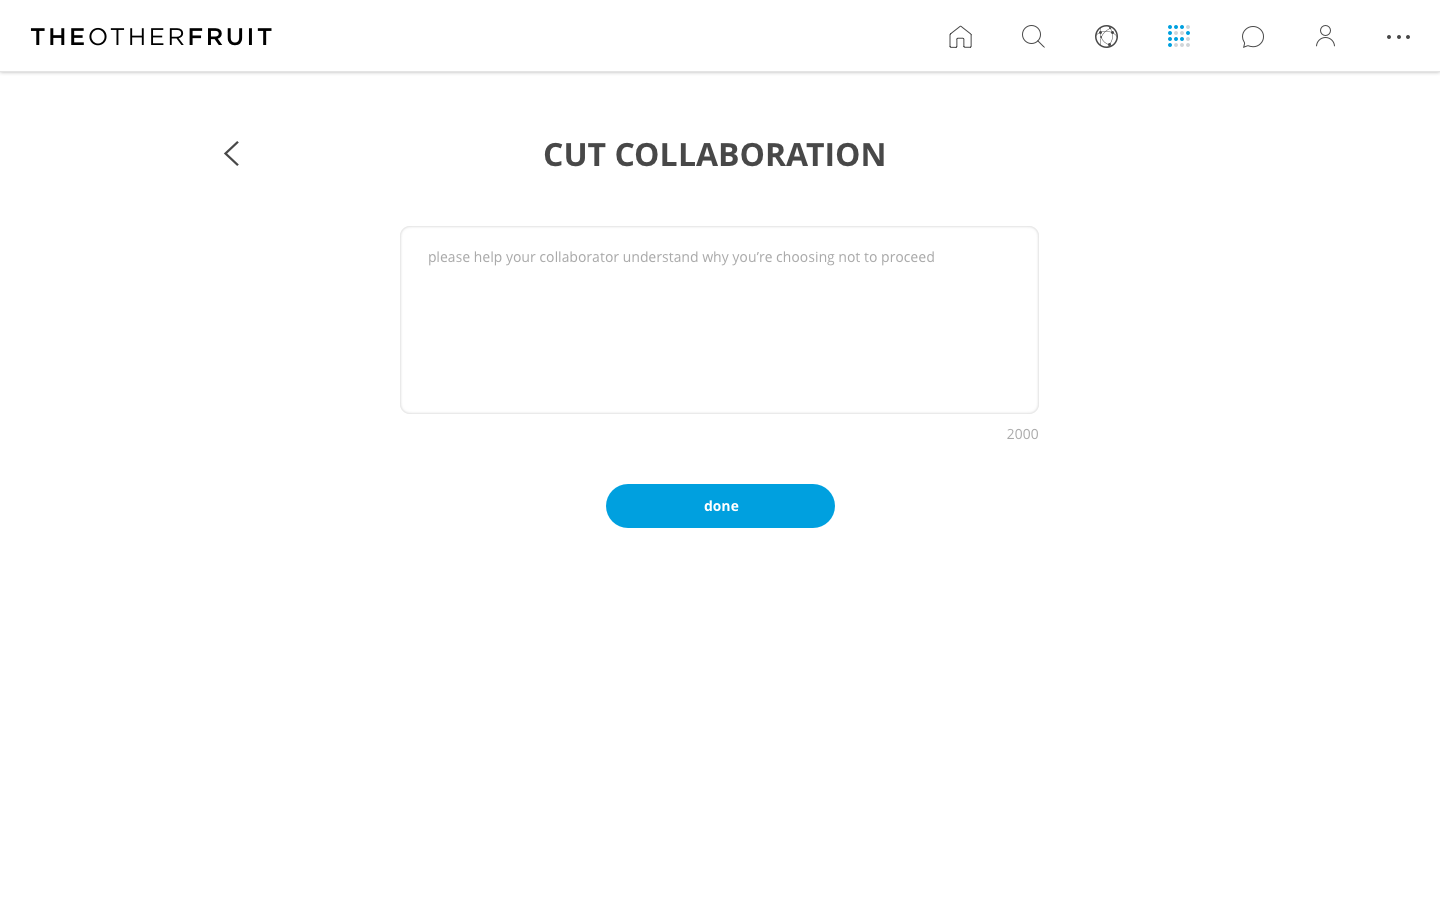 THEOTHERFRUIT
CUT COLLABORATION
please help your collaborator understand why you’re choosing not to proceed
2000
done